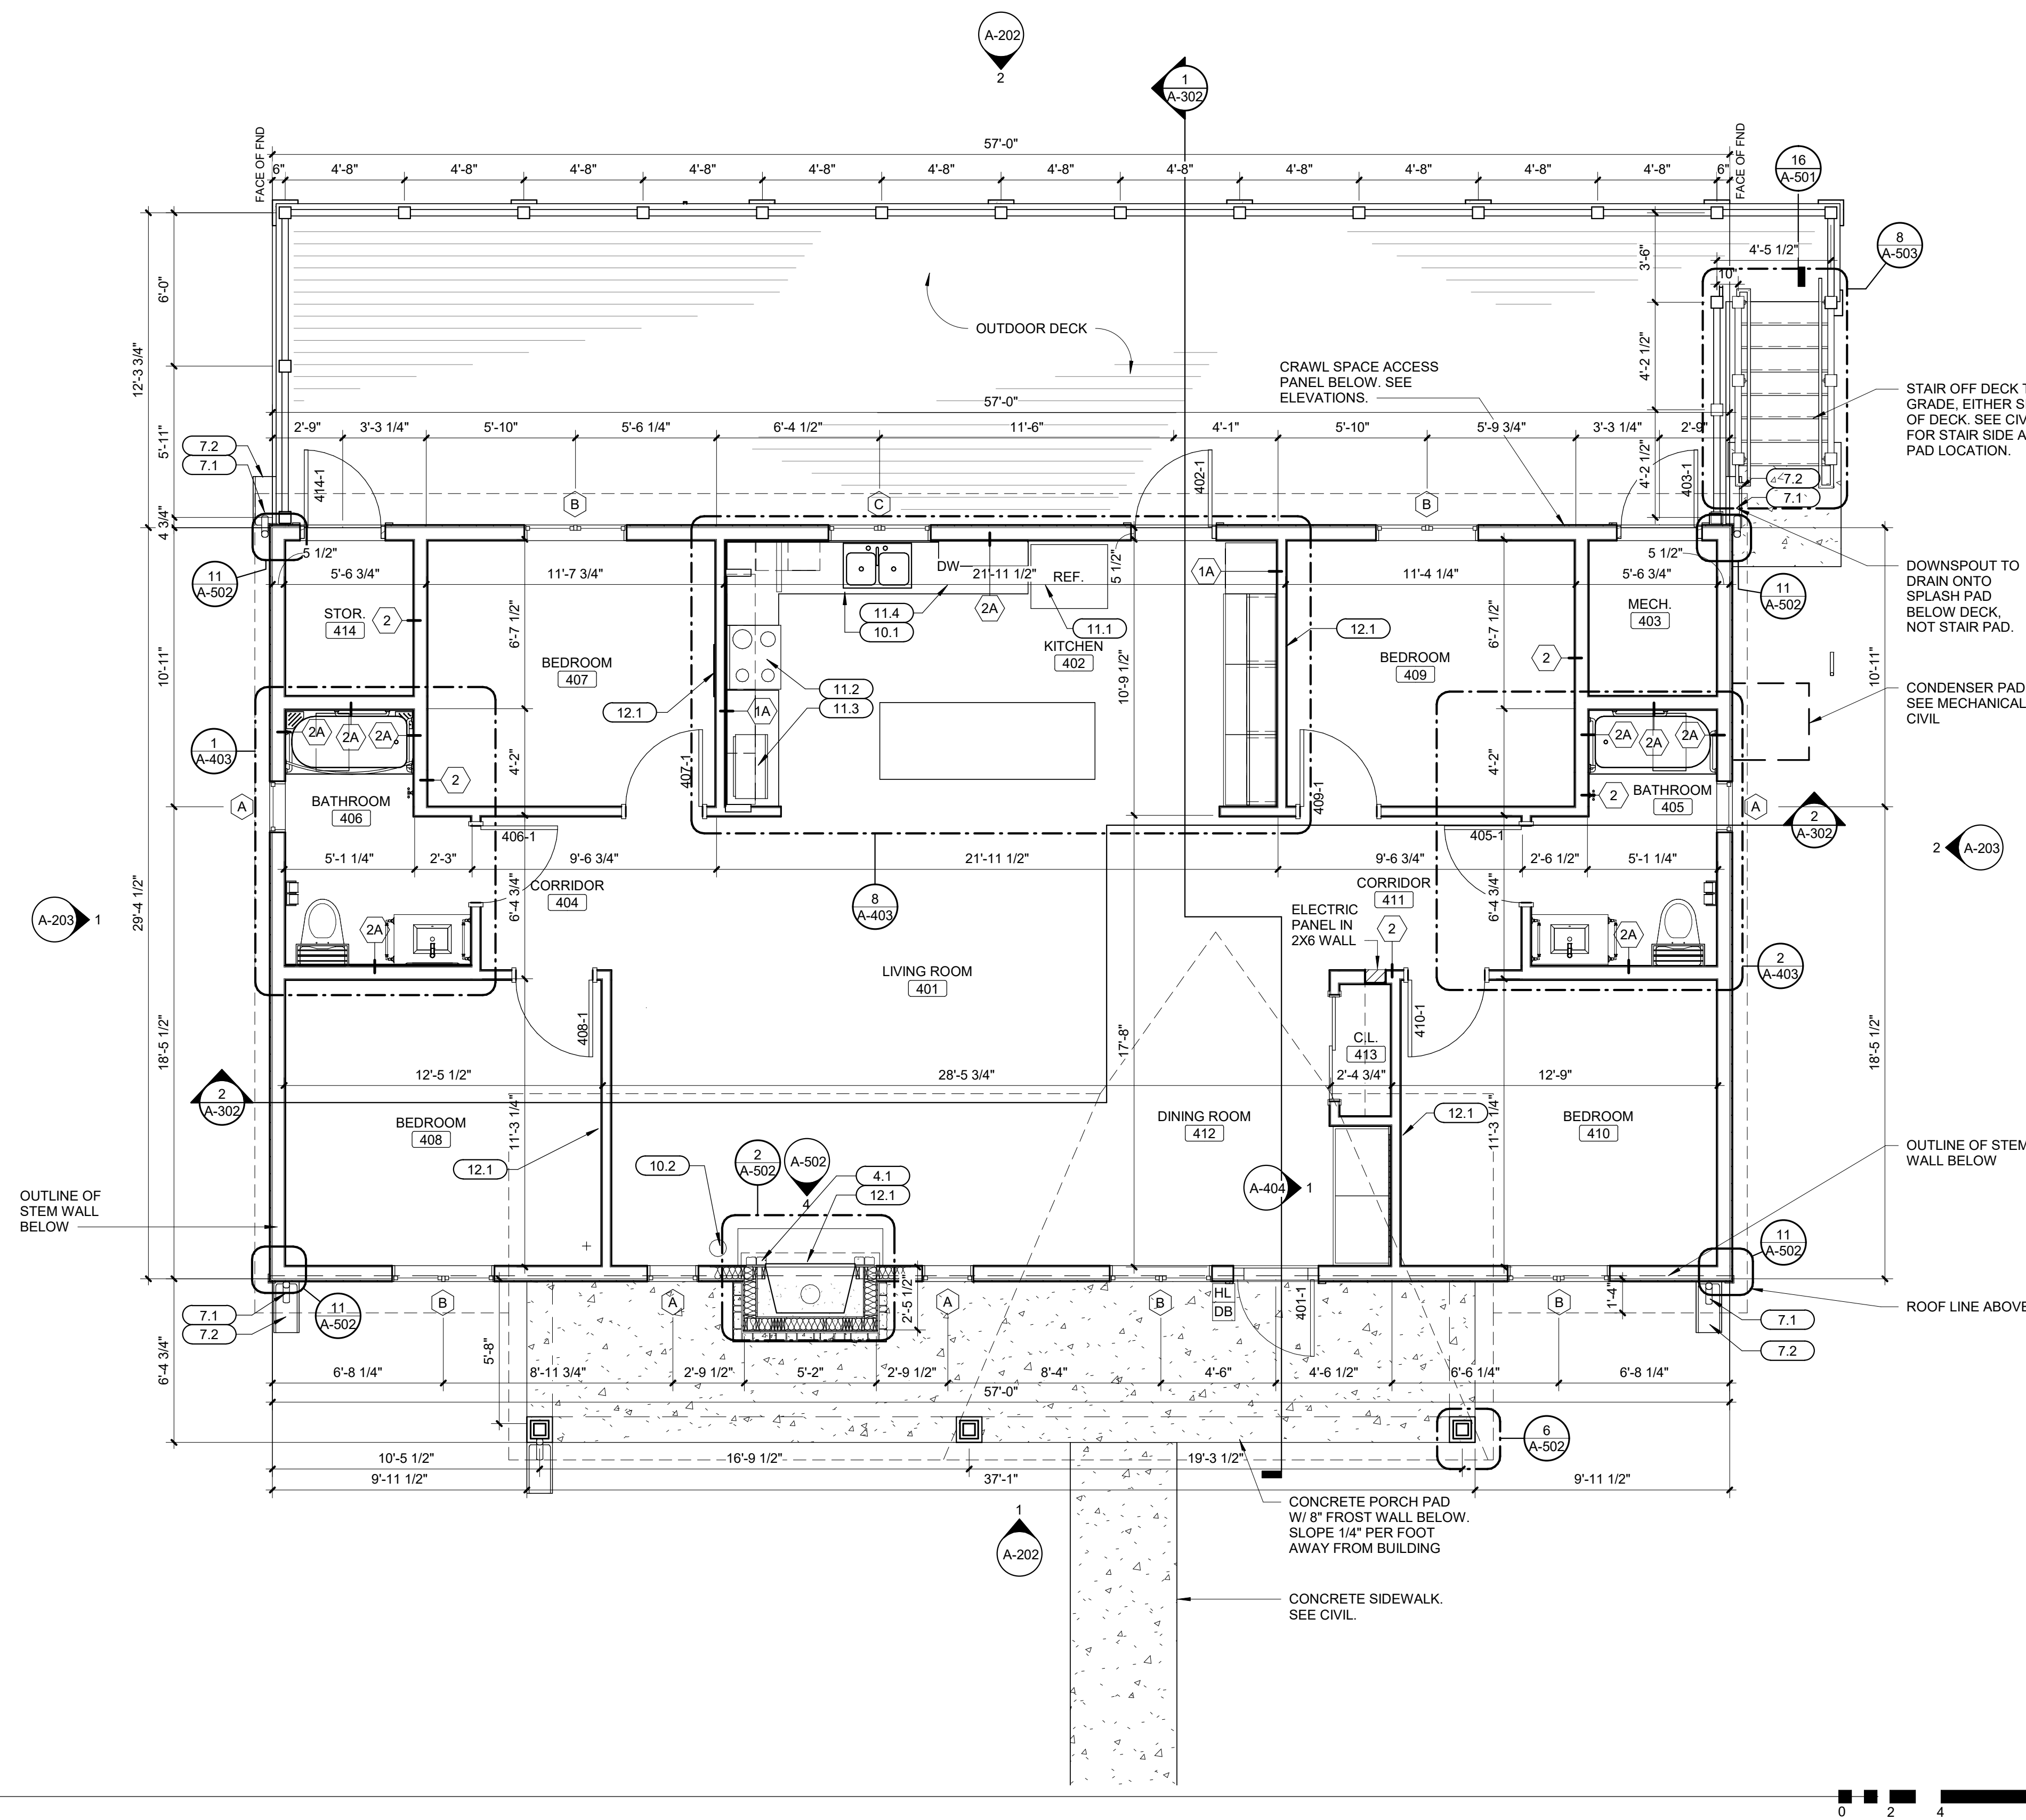 A-202
2
1
A-302
57'-0"
FACE OF FND
6"
4'-8"
4'-8"
4'-8"
4'-8"
4'-8"
4'-8"
4'-8"
4'-8"
4'-8"
4'-8"
4'-8"
4'-8"
6"
FACE OF FND
16
A-501
8
A-503
4'-5 1/2"
10"
3'-6"
4'-2 1/2"
4'-2 1/2"
12'-3 3/4"
6'-0"
5'-11"
4 3/4"
OUTDOOR DECK
CRAWL SPACE ACCESS
PANEL BELOW. SEE
ELEVATIONS.
STAIR OFF DECK T
GRADE, EITHER S
OF DECK. SEE CIV
FOR STAIR SIDE A
PAD LOCATION.
57'-0"
2'-9"
3'-3 1/4"
5'-10"
5'-6 1/4"
6'-4 1/2"
11'-6"
4'-1"
5'-10"
5'-9 3/4"
3'-3 1/4"
2'-9"
7.2
7.1
414-1
402-1
403-1
7.2
7.1
B
C
B
11
A-502
5 1/2"
5'-6 3/4"
11'-7 3/4"
21'-11 1/2"
5 1/2"
11'-4 1/4"
5 1/2"
5'-6 3/4"
11
A-502
DOWNSPOUT TO
DRAIN ONTO
SPLASH PAD
BELOW DECK,
NOT STAIR PAD.
DW
REF.
1A
2A
STOR.
414
2
11.4
10.1
11.1
KITCHEN
402
12.1
MECH.
403
6'-7 1/2"
6'-7 1/2"
BEDROOM
407
BEDROOM
409
2
10'-11"
10'-11"
10'-9 1/2"
11.2
11.3
12.1
1A
CONDENSER PAD
SEE MECHANICAL
CIVIL
1
A-403
2A
2A
2A
2A
2A
2A
4'-2"
4'-2"
407-1
409-1
2
2
A
BATHROOM
406
BATHROOM
405
A
406-1
405-1
2
A-302
2
A-203
5'-1 1/4"
2'-3"
9'-6 3/4"
21'-11 1/2"
9'-6 3/4"
2'-6 1/2"
5'-1 1/4"
29'-4 1/2"
CORRIDOR
404
6'-4 3/4"
8
A-403
CORRIDOR
411
6'-4 3/4"
A-203
1
ELECTRIC
PANEL IN
2X6 WALL
2
2A
2A
2
A-403
LIVING ROOM
401
18'-5 1/2"
18'-5 1/2"
408-1
17'-8"
C.L.
413
410-1
12'-5 1/2"
28'-5 3/4"
2'-4 3/4"
12'-9"
2
A-302
BEDROOM
408
11'-3 1/4"
DINING ROOM
412
12.1
11'-3 1/4"
BEDROOM
410
OUTLINE OF STEM
WALL BELOW
12.1
10.2
2
A-502
A-502
4
4.1
12.1
A-404
1
OUTLINE OF
STEM WALL
BELOW
11
A-502
7.1
7.2
11
A-502
B
A
2'-5 1/2"
A
B
HL
DB
401-1
B
1'-4"
ROOF LINE ABOVE
7.1
7.2
6'-4 3/4"
5'-8"
6'-8 1/4"
8'-11 3/4"
2'-9 1/2"
5'-2"
2'-9 1/2"
8'-4"
4'-6"
4'-6 1/2"
6'-6 1/4"
6'-8 1/4"
57'-0"
6
A-502
10'-5 1/2"
16'-9 1/2"
19'-3 1/2"
9'-11 1/2"
37'-1"
9'-11 1/2"
1
A-202
CONCRETE PORCH PAD
W/ 8" FROST WALL BELOW.
SLOPE 1/4" PER FOOT
AWAY FROM BUILDING
CONCRETE SIDEWALK.
SEE CIVIL.
0
2
4